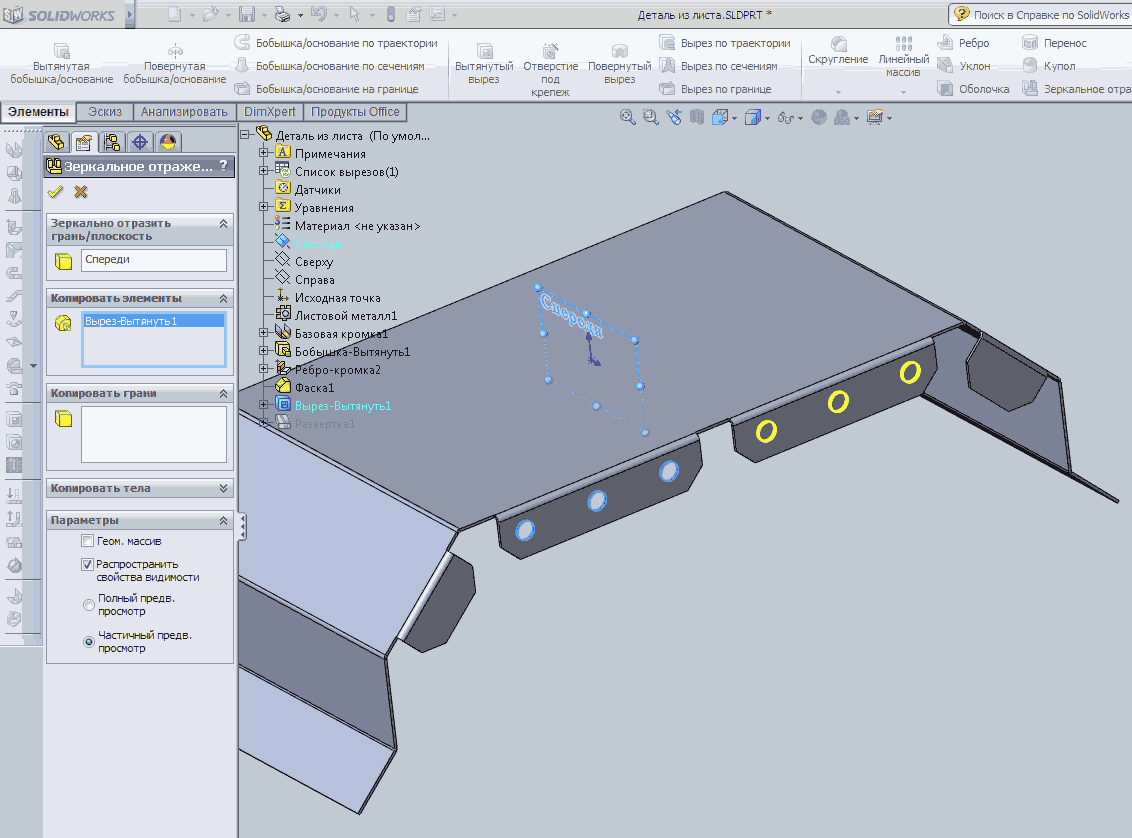 SW SOLIDWORKS
Деталь из листа.SLDPRT *
Поиск в Справке по SolidWorks
Вытянутая
бобышка/основание
Повернутая
бобышка/основание
Бобышка/основание по траектории
Бобышка/основание по сечениям
Бобышка/основание на границе
Вытянутый
вырез
Отверстие
под
крепеж
Повернутый
вырез
Вырез по траектории
Вырез по сечениям
Вырез по границе
Скругление
Линейный
массив
Ребро
Уклон
Оболочка
Перенос
Купол
Зеркальное отра
Элементы
Эскиз
Анализировать
DimXpert
Продукты Office
Зеркальное отраже... ?
Зеркально отразить
грань/плоскость
Спереди
Копировать элементы
Вырез-Вытянуть1
Копировать грани
Копировать тела
Параметры
Геом. массив
Распространить
свойства видимости
Полный предв.
просмотр
Частичный предв.
просмотр
Деталь из листа (По умол...
Примечания
Список вырезов(1)
Датчики
Уравнения
Материал <не указан>
Спереди
Сверху
Справа
Исходная точка
Листовой металл1
Базовая кромка1
Бобышка-Вытянуть1
Ребро-кромка2
Фаска1
Вырез-Вытянуть1
Развертка1
Спереди